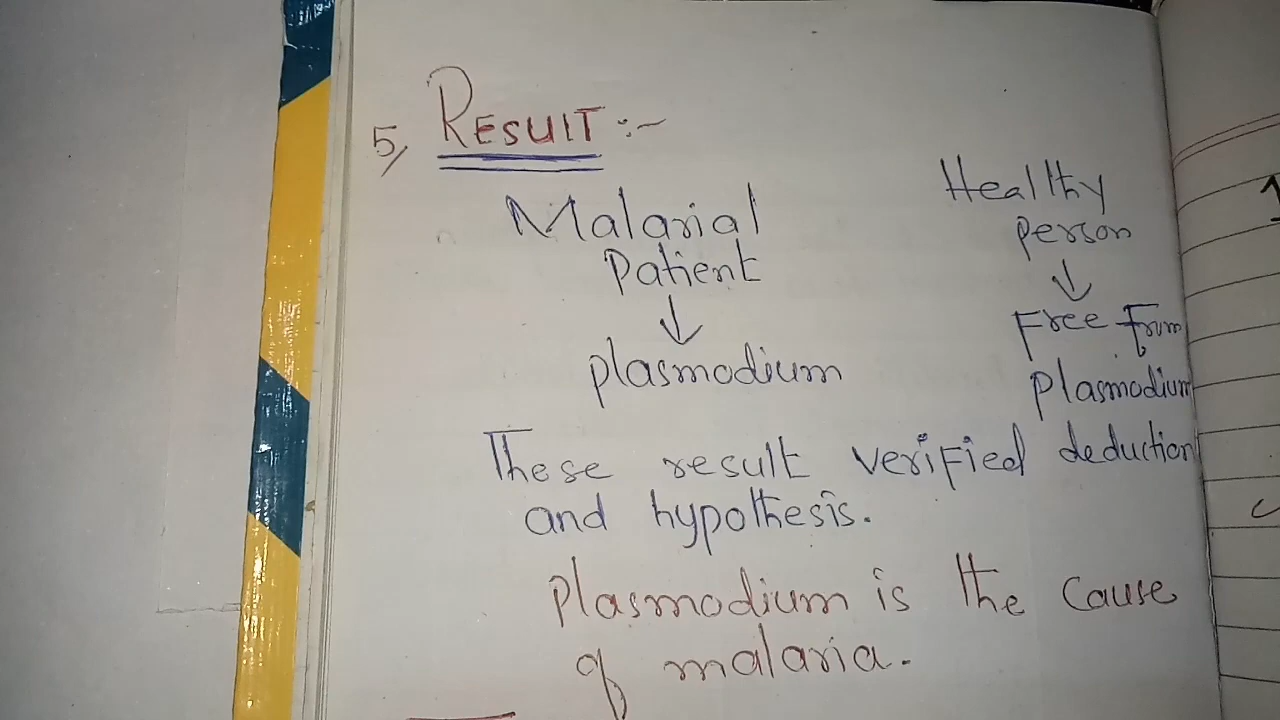 5, RESULT :-
Malarial
Patient
↓
plasmodium
Healthy
person
↓
Free from
plasmodium
These result verified deduction
and hypothesis.
plasmodium is the cause
of malaria.